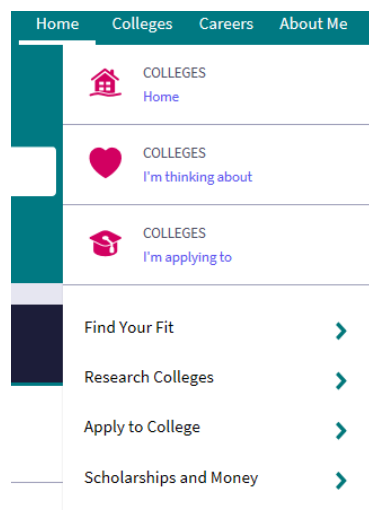 Home Colleges Careers About Me
COLLEGES
Home
COLLEGES
I'm thinking about
COLLEGES
I'm applying to
Find Your Fit
Research Colleges
Apply to College
Scholarships and Money